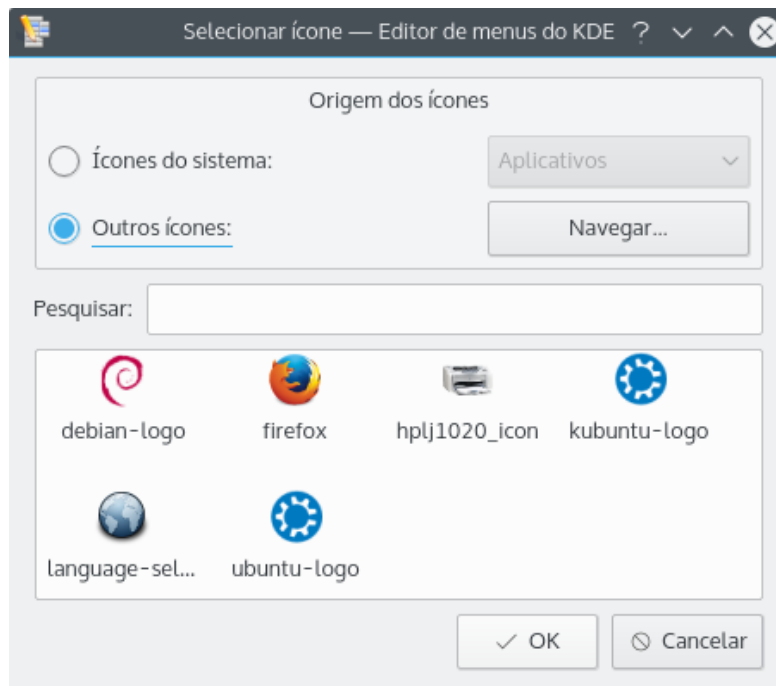 Selecionar ícone — Editor de menus do KDE
Origem dos ícones
Ícones do sistema: Aplicativos
Outros ícones: Navegar...
Pesquisar:
debian-logo firefox hplj1020_icon kubuntu-logo
language-sel... ubuntu-logo
OK Cancelar